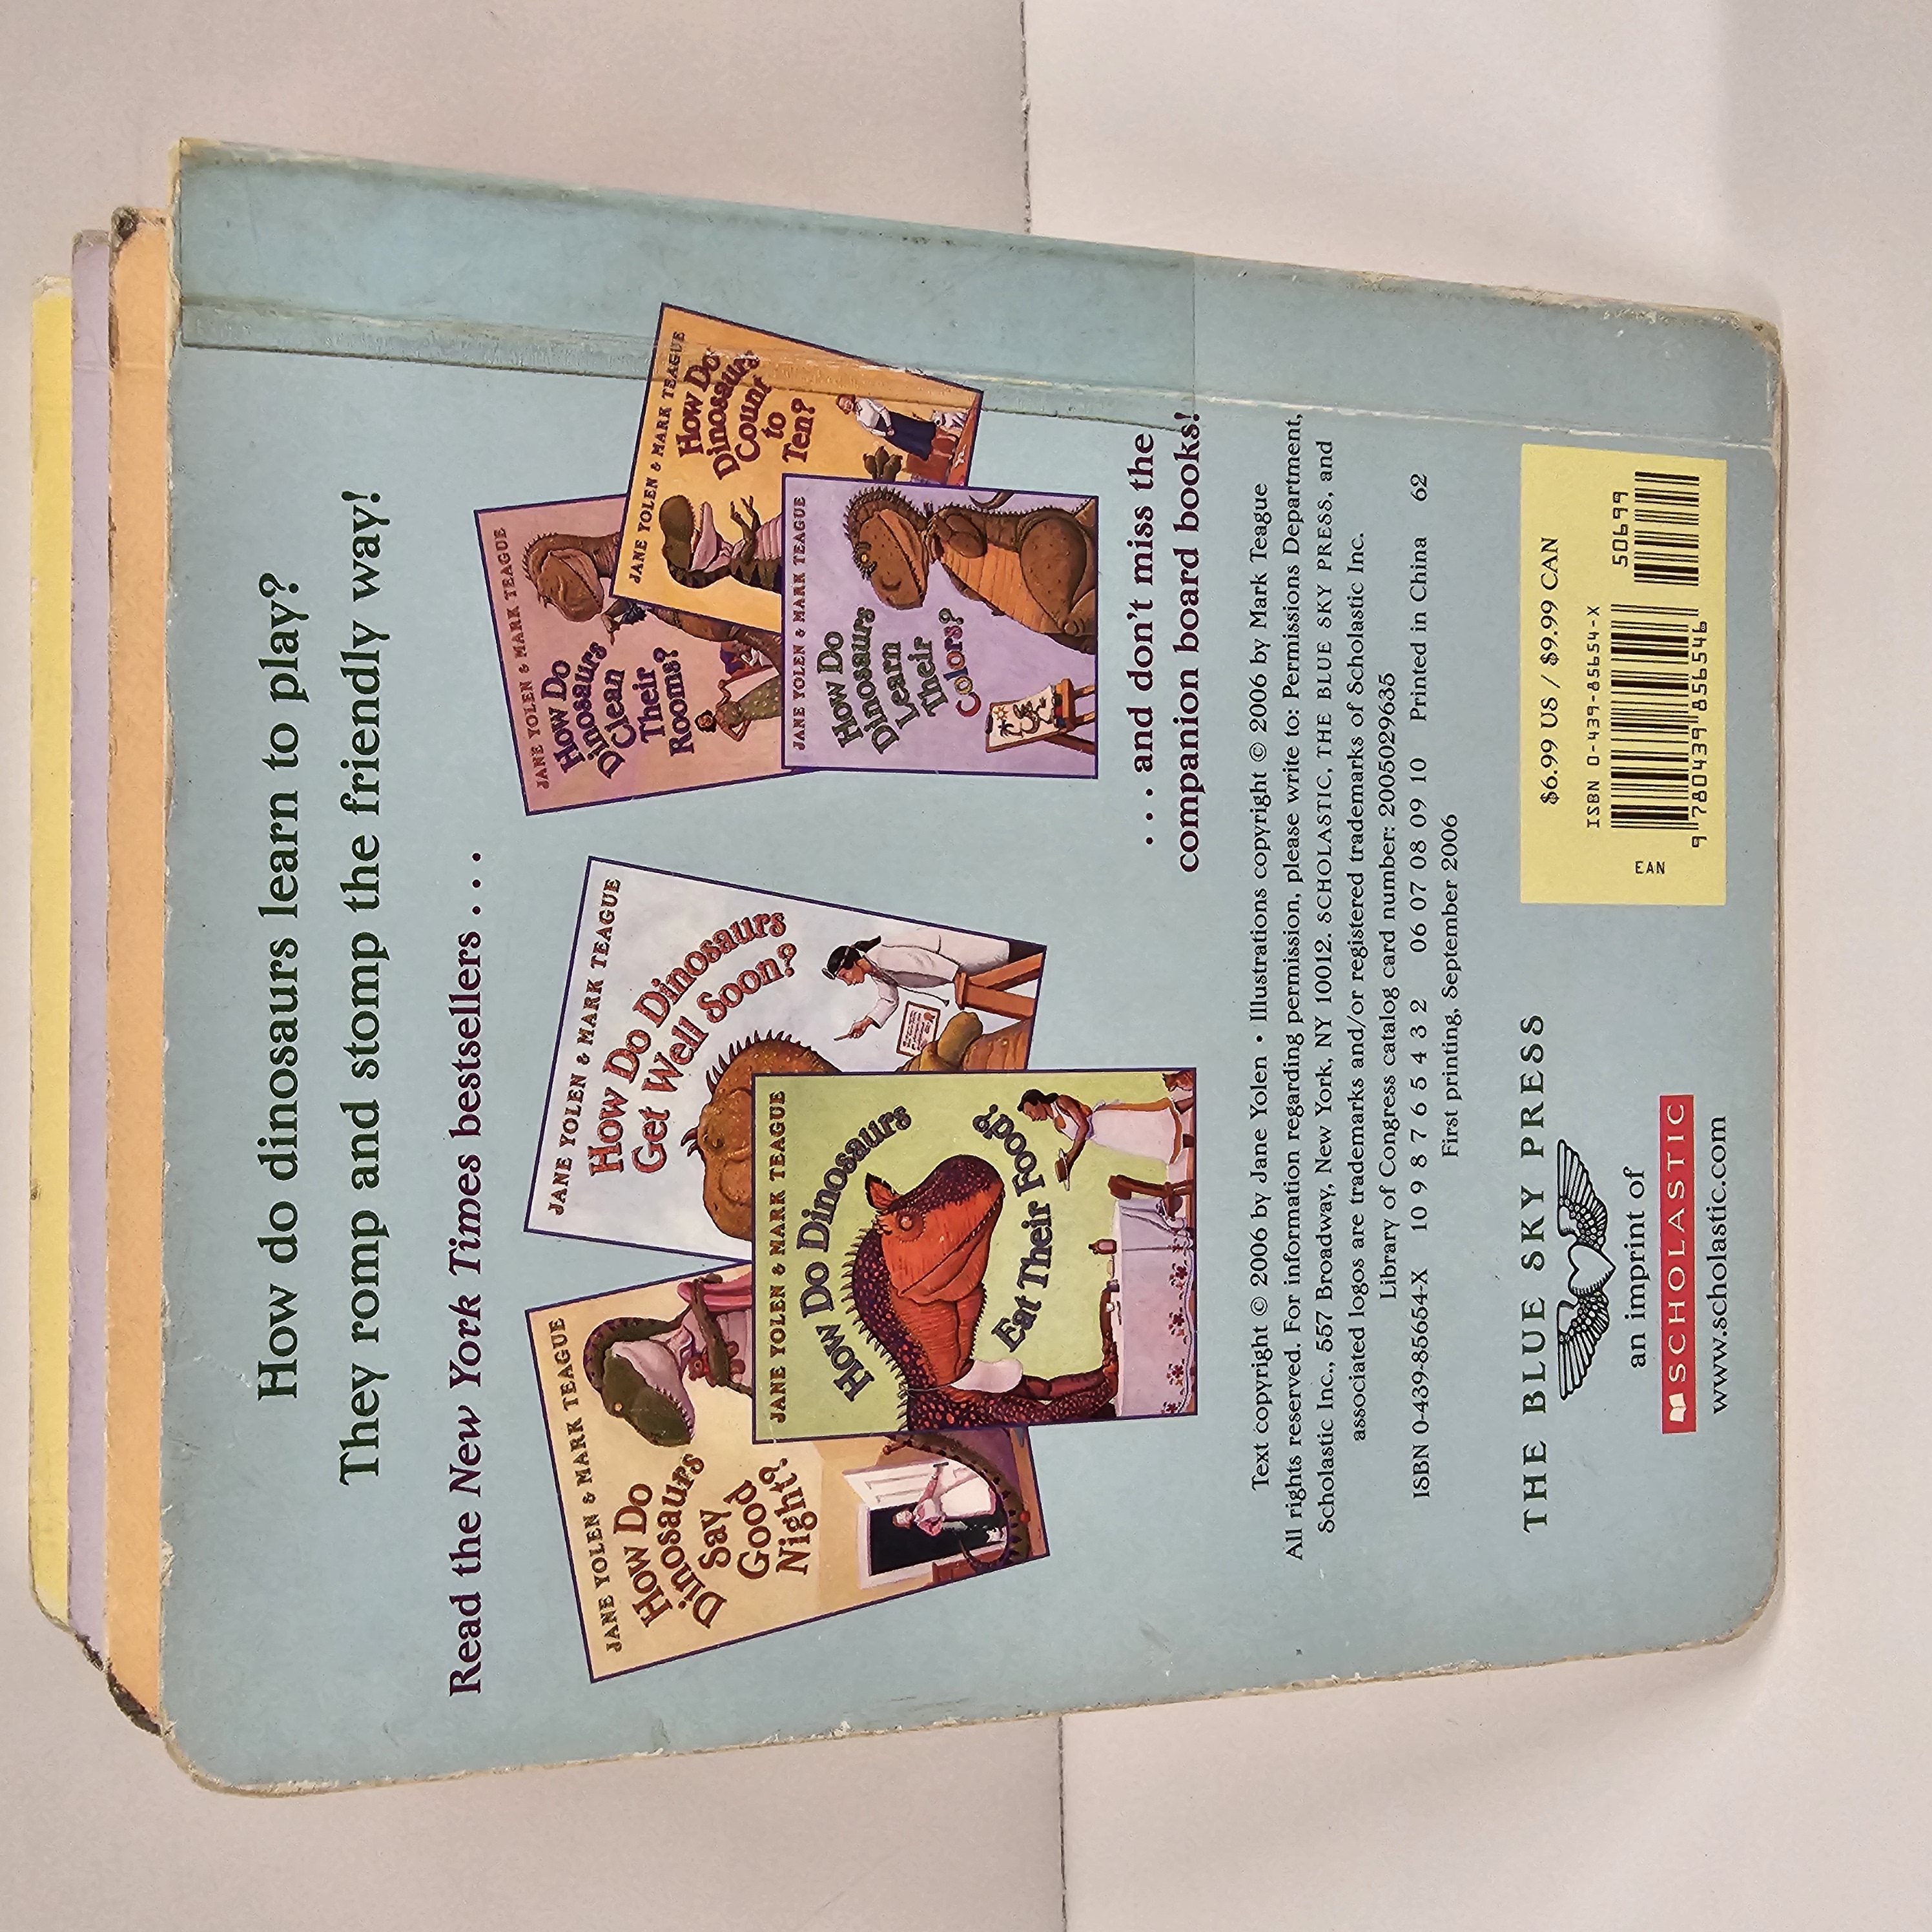 How do dinosaurs learn to play?
They romp and stomp the friendly way!
Read the New York Times bestsellers . . .
JANE YOLEN & MARK TEAGUE
How Do
Dinosaurs
Say
Good
Night?
JANE YOLEN & MARK TEAGUE
How Do Dinosaurs
Get Well Soon?
JANE YOLEN & MARK TEAGUE
How Do Dinosaurs
Eat Their Food?
JANE YOLEN & MARK TEAGUE
How Do
Dinosaurs
Clean
Their
Rooms?
JANE YOLEN & MARK TEAGUE
How Do
Dinosaurs
Count
to
Ten?
JANE YOLEN & MARK TEAGUE
How Do
Dinosaurs
Learn
Their
Colors?
. . . and don't miss the
companion board books!
Text copyright © 2006 by Jane Yolen • Illustrations copyright © 2006 by Mark Teague
All rights reserved. For information regarding permission, please write to: Permissions Department,
Scholastic Inc., 557 Broadway, New York, NY 10012. SCHOLASTIC, THE BLUE SKY PRESS, and
associated logos are trademarks and/or registered trademarks of Scholastic Inc.
Library of Congress catalog card number: 2005029635
ISBN 0-439-85654-X 10 9 8 7 6 5 4 3 2 06 07 08 09 10 Printed in China 62
First printing, September 2006
THE BLUE SKY PRESS
an imprint of
SCHOLASTIC
www.scholastic.com
$6.99 US / $9.99 CAN
ISBN 0-439-85654-X
50699
EAN
9 780439 856546